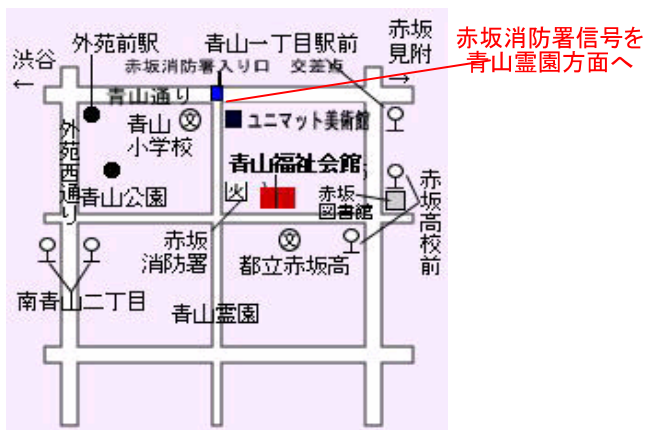 赤坂消防署信号を
青山霊園方面へ
赤坂
見附
→
外苑前駅
青山一丁目駅前
渋谷
←
赤坂消防署入り口 交差点
青山通り
青山
小学校
文
ユニマット美術館
外苑西通り
青山福祉会館
青山公園
火
赤坂
図書館
赤坂高校前
赤坂
消防署
文
都立赤坂高
南青山二丁目
青山霊園